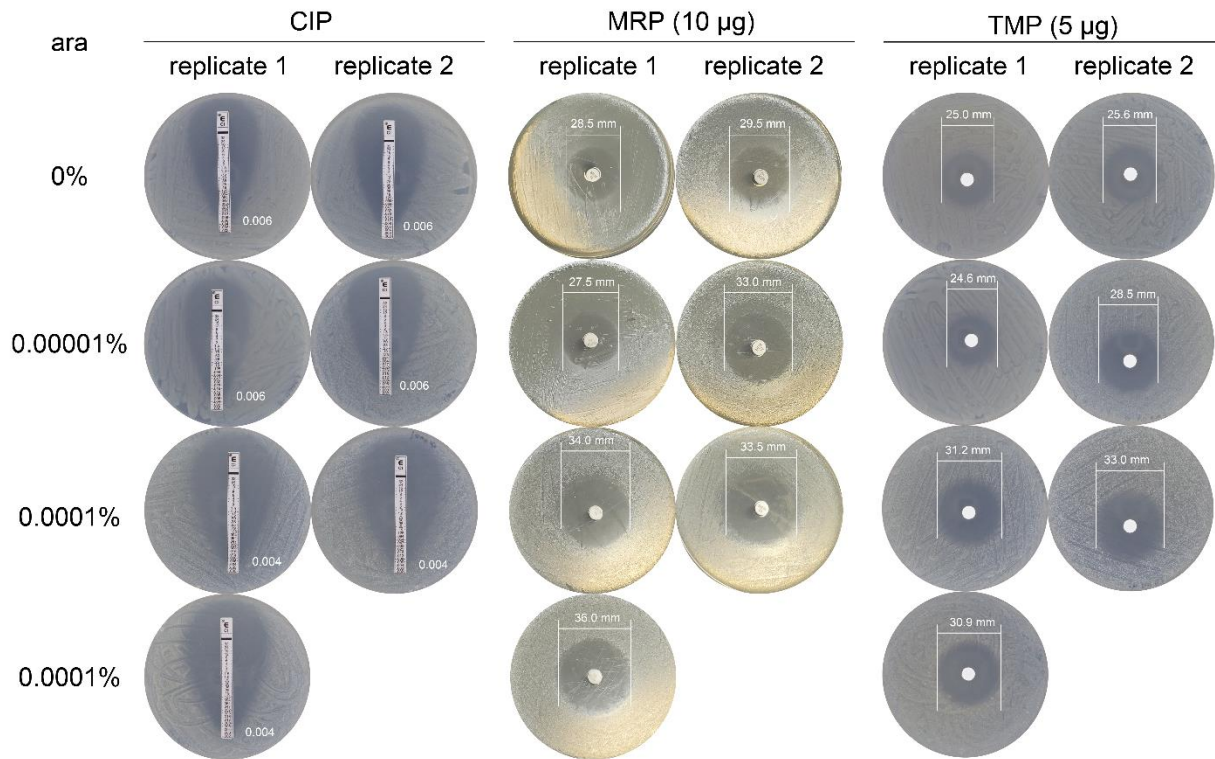 ara
CIP
MRP (10 µg)
TMP (5 µg)
replicate 1
replicate 2
replicate 1
replicate 2
replicate 1
replicate 2
0%
0.006
0.006
28.5 mm
29.5 mm
25.0 mm
25.6 mm
0.00001%
0.006
0.006
27.5 mm
33.0 mm
24.6 mm
28.5 mm
0.0001%
0.004
0.004
34.0 mm
33.5 mm
31.2 mm
33.0 mm
0.0001%
0.004
36.0 mm
30.9 mm